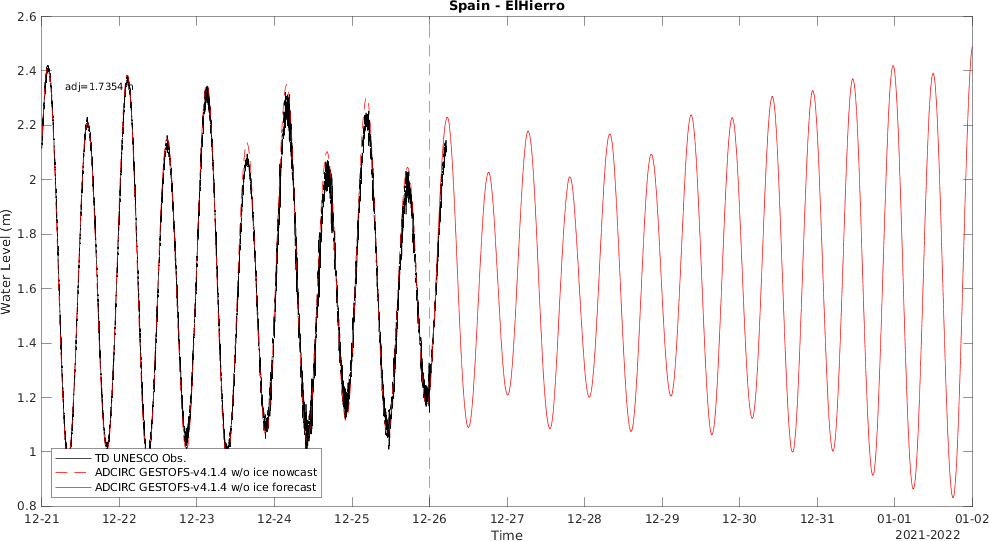 Spain - ElHierro
2.6
2.4
2.2
2
1.8
1.6
1.4
1.2
1
0.8
Water Level (m)
adj=1.7354 m
TD UNESCO Obs.
ADCIRC GESTOFS-v4.1.4 w/o ice nowcast
ADCIRC GESTOFS-v4.1.4 w/o ice forecast
12-21 12-22 12-23 12-24 12-25 12-26 12-27 12-28 12-29 12-30 12-31 01-01 01-02
Time
2021-2022